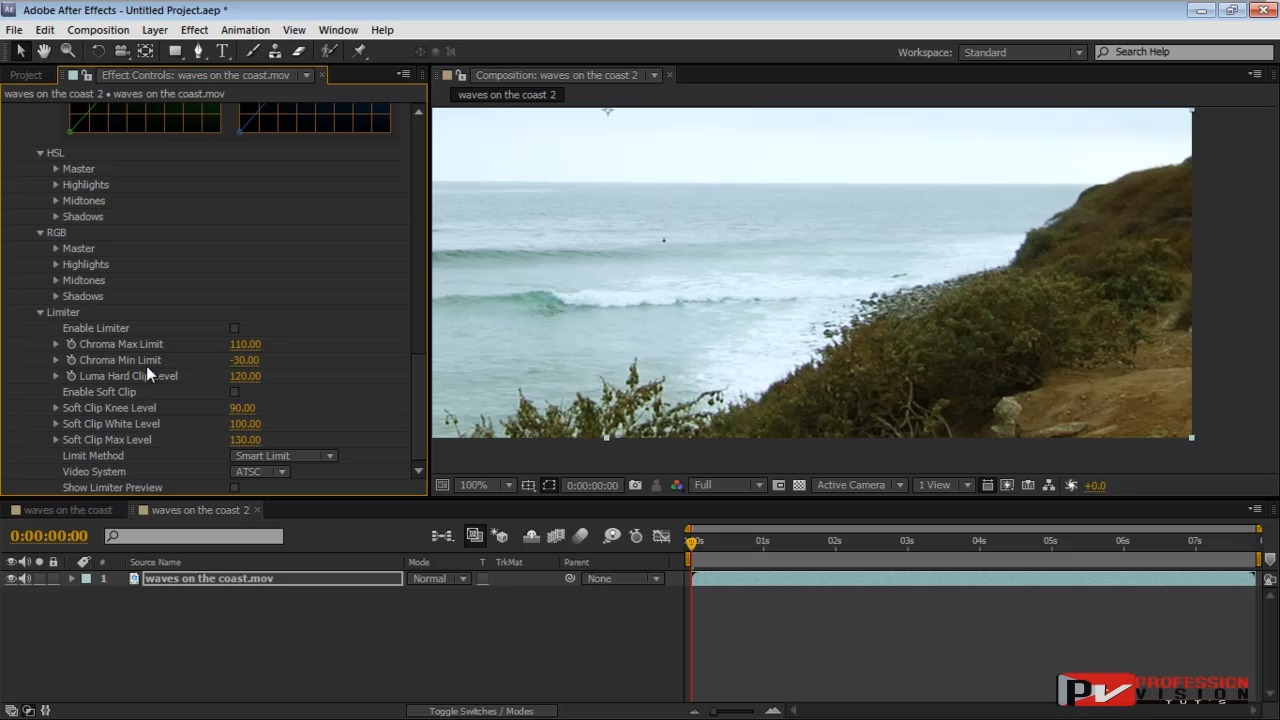 Adobe After Effects - Untitled Project.aep *
File Edit Composition Layer Effect Animation View Window Help
Workspace: Standard Search Help
Project Effect Controls: waves on the coast.mov Composition: waves on the coast 2
waves on the coast 2 • waves on the coast.mov waves on the coast 2
HSL
Master
Highlights
Midtones
Shadows
RGB
Master
Highlights
Midtones
Shadows
Limiter
Enable Limiter
Chroma Max Limit 110.00
Chroma Min Limit -30.00
Luma Hard Clip Level 120.00
Enable Soft Clip
Soft Clip Knee Level 90.00
Soft Clip White Level 100.00
Soft Clip Max Level 130.00
Limit Method Smart Limit
Video System ATSC
Show Limiter Preview
100% 0:00:00:00 Full Active Camera 1 View +0.0
waves on the coast waves on the coast 2
0:00:00:00
01s 02s 03s 04s 05s 06s 07s
# Source Name Mode T TrkMat Parent
1 waves on the coast.mov Normal None
Toggle Switches / Modes
PV PROFESSION
VISION
TUT'S